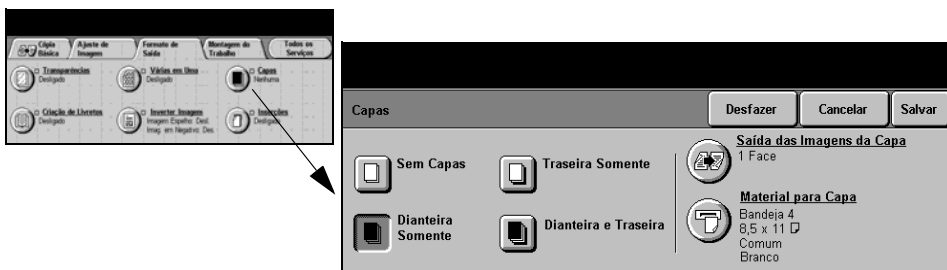 Cópia
Básica
Ajuste de
Imagem
Formato de
Saída
Montagem do
Trabalho
Todos os
Serviços
Transparências
Desligado
Várias em Uma
Desligado
Capas
Nenhuma
Criação de Livretos
Desligado
Inverter Imagem
Imagem Espelho: Desl.
Imag. em Negativo: Des.
Inserções
Desligado
Capas
Desfazer
Cancelar
Salvar
Sem Capas
Traseira Somente
Dianteira
Somente
Dianteira e Traseira
Saída das Imagens da Capa
1 Face
Material para Capa
Bandeja 4
8,5 x 11
Comum
Branco